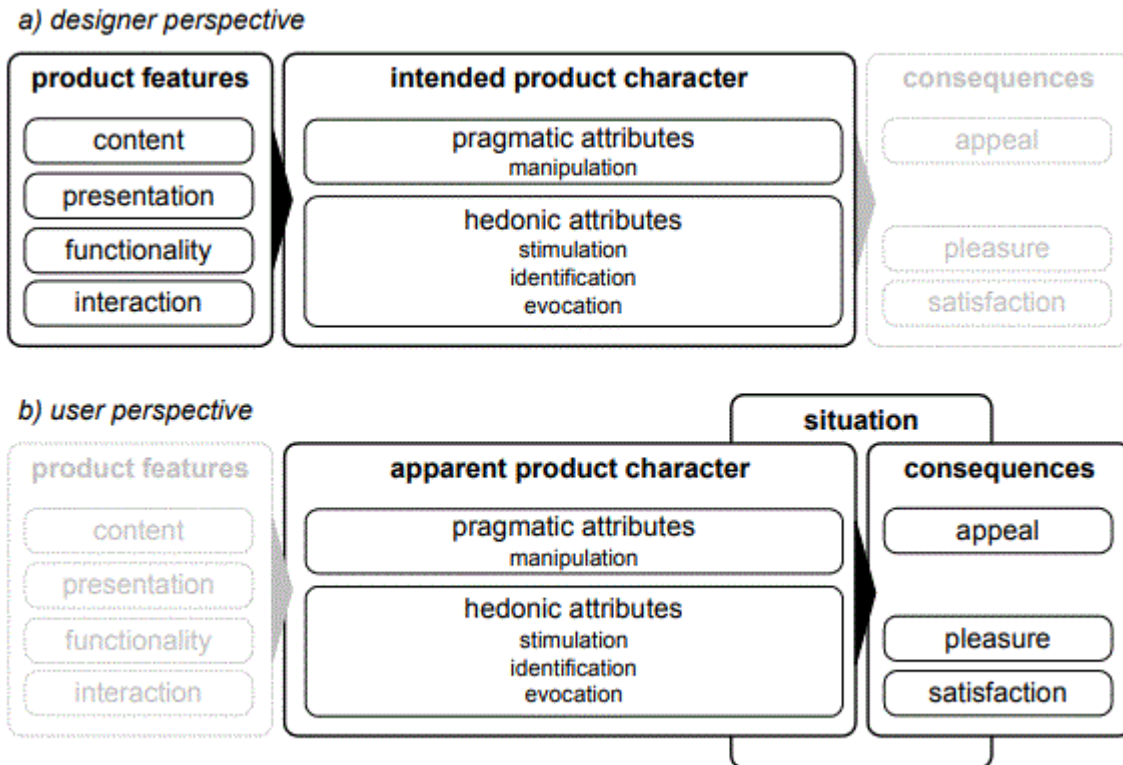 a) designer perspective
product features
content
presentation
functionality
interaction
intended product character
pragmatic attributes
manipulation
hedonic attributes
stimulation
identification
evocation
consequences
appeal
pleasure
satisfaction
b) user perspective
product features
content
presentation
functionality
interaction
apparent product character
pragmatic attributes
manipulation
hedonic attributes
stimulation
identification
evocation
situation
consequences
appeal
pleasure
satisfaction